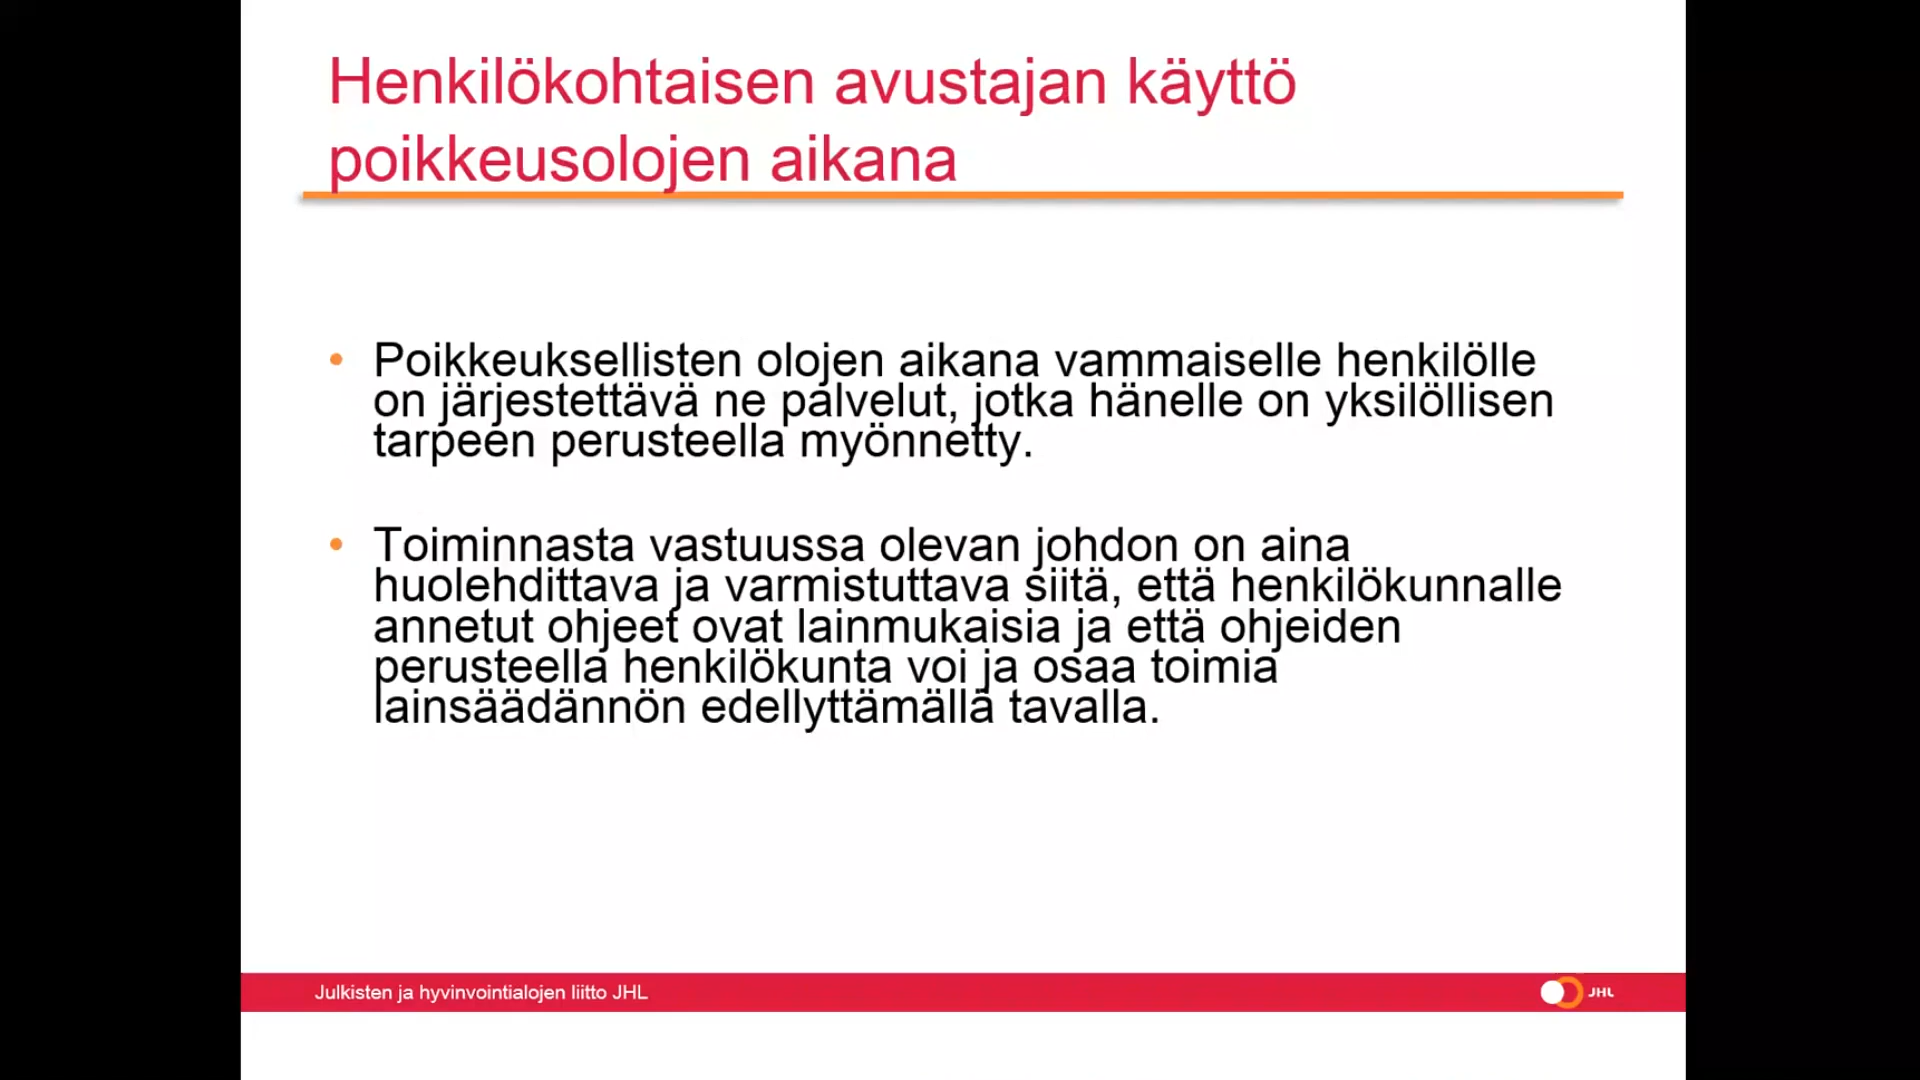 Henkilökohtaisen avustajan käyttö
poikkeusolojen aikana
• Poikkeuksellisten olojen aikana vammaiselle henkilölle
on järjestettävä ne palvelut, jotka hänelle on yksilöllisen
tarpeen perusteella myönnetty.
• Toiminnasta vastuussa olevan johdon on aina
huolehdittava ja varmistuttava siitä, että henkilökunnalle
annetut ohjeet ovat lainmukaisia ja että ohjeiden
perusteella henkilökunta voi ja osaa toimia
lainsäädännön edellyttämällä tavalla.
Julkisten ja hyvinvointialojen liitto JHL
JHL